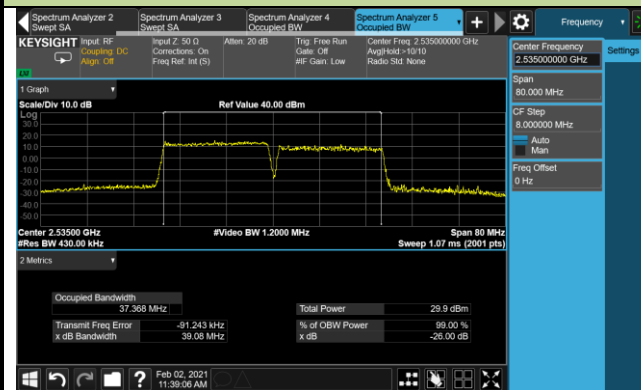 Spectrum Analyzer 2 Spectrum Analyzer 3 Spectrum Analyzer 4 Spectrum Analyzer 5
Swept SA Swept SA Occupied BW Occupied BW
Frequency
KEYSIGHT Input: RF Input Z: 50 Ω Atten: 20 dB Trig: Free Run Center Freq: 2.535000000 GHz
Coupling: DC Corrections: On Gate: Off Avg|Hold:>10/10
Align: Off Freq Ref: Int (S) #IF Gain: Low Radio Std: None
Center Frequency
2.535000000 GHz
Settings
Span
80.000 MHz
CF Step
8.000000 MHz
Auto
Man
Freq Offset
0 Hz
1 Graph
Scale/Div 10.0 dB Ref Value 40.00 dBm
Log
30.0
20.0
10.0
0.00
-10.0
-20.0
-30.0
-40.0
-50.0
Center 2.53500 GHz #Video BW 1.2000 MHz Span 80 MHz
#Res BW 430.00 kHz Sweep 1.07 ms (2001 pts)
2 Metrics
Occupied Bandwidth
37.368 MHz Total Power 29.9 dBm
Transmit Freq Error -91.243 kHz % of OBW Power 99.00 %
x dB Bandwidth 39.08 MHz x dB -26.00 dB
? Feb 02, 2021
11:39:06 AM